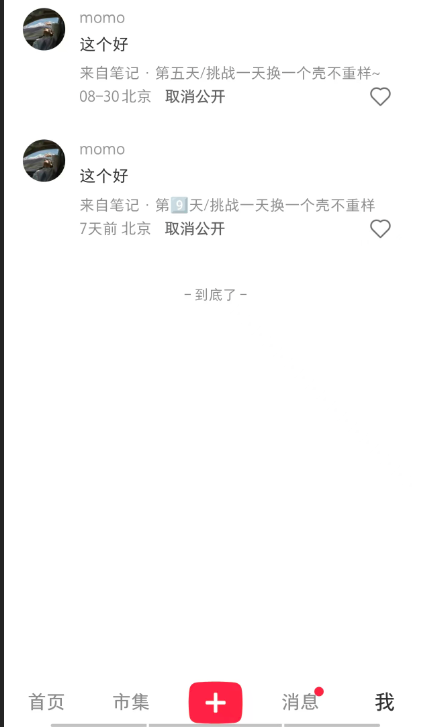 momo
这个好
来自笔记 · 第五天/挑战一天换一个壳不重样~
08-30 北京 取消公开
momo
这个好
来自笔记 · 第9️⃣天/挑战一天换一个壳不重样
7天前 北京 取消公开
- 到底了 -
首页 市集 消息 我